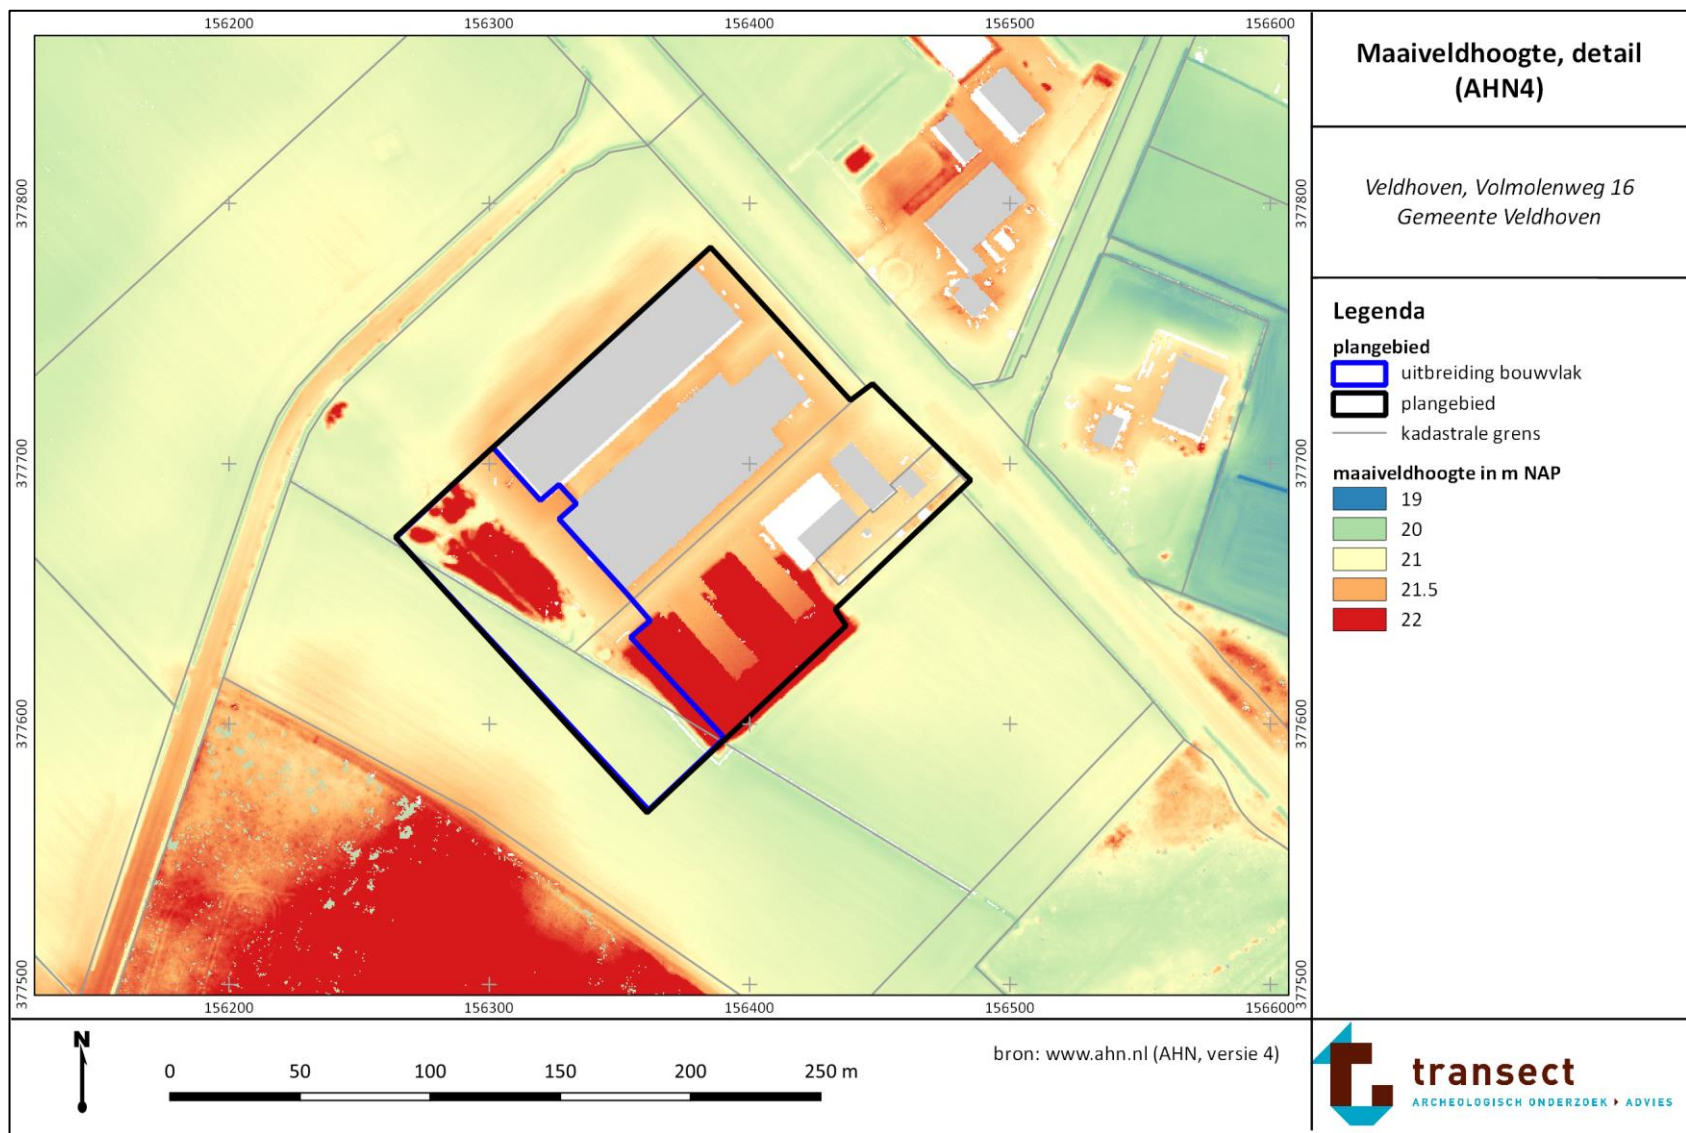 156200 156300 156400 156500 156600
Maaiveldhoogte, detail
(AHN4)
Veldhoven, Volmolenweg 16
Gemeente Veldhoven
377800 377800
377700 377700
377600 377600
377500 377500
Legenda
plangebied
uitbreiding bouwvlak
plangebied
kadastrale grens
maaiveldhoogte in m NAP
19
20
21
21.5
22
156200 156300 156400 156500 156600
N
0 50 100 150 200 250 m
bron: www.ahn.nl (AHN, versie 4)
transect
ARCHEOLOGISCH ONDERZOEK ▸ ADVIES